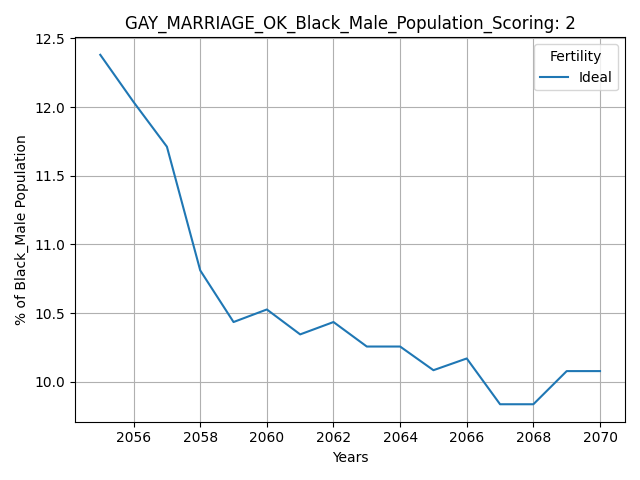 GAY_MARRIAGE_OK_Black_Male_Population_Scoring: 2
Fertility
Ideal
% of Black_Male Population
12.5
12.0
11.5
11.0
10.5
10.0
2056 2058 2060 2062 2064 2066 2068 2070
Years